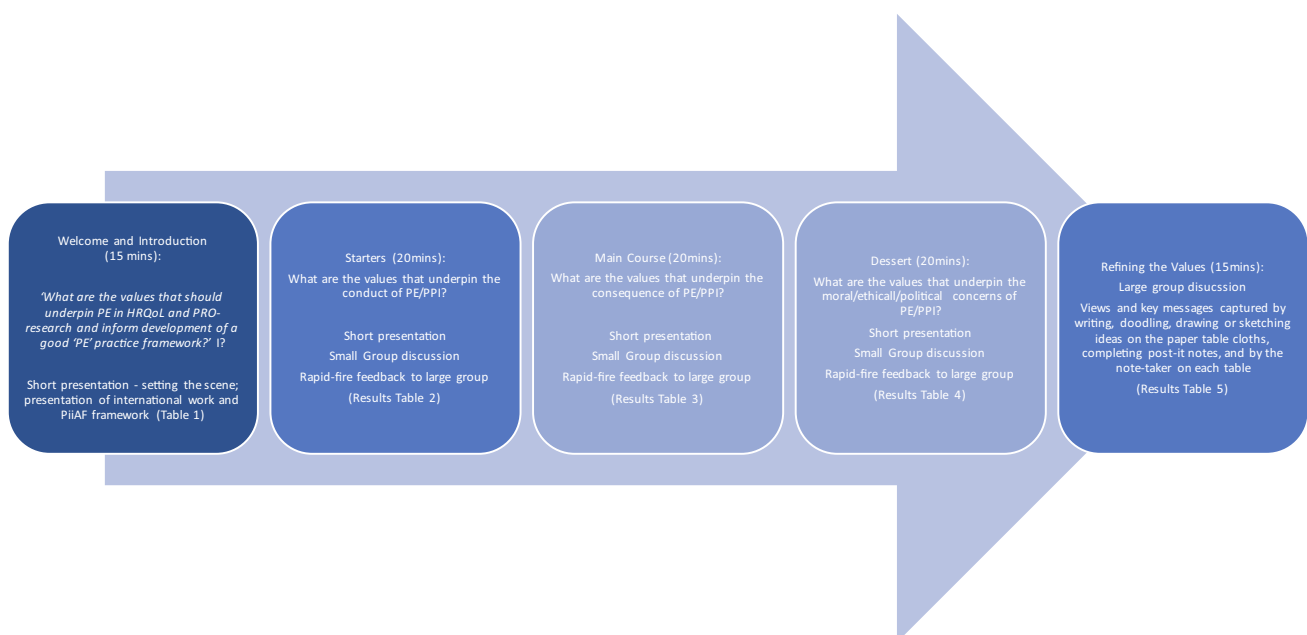 Welcome and Introduction
(15 mins):
‘What are the values that should
underpin PE in HRQoL and PRO-
research and inform development of a
good ‘PE’ practice framework?’ I?
Short presentation - setting the scene;
presentation of international work and
PiiAF framework (Table 1)
Starters (20mins):
What are the values that underpin the
conduct of PE/PPI?
Short presentation
Small Group discussion
Rapid-fire feedback to large group
(Results Table 2)
Main Course (20mins):
What are the values that underpin the
consequence of PE/PPI?
Short presentation
Small Group discussion
Rapid-fire feedback to large group
(Results Table 3)
Dessert (20mins):
What are the values that underpin the
moral/ethicall/political concerns of
PE/PPI?
Short presentation
Small Group discussion
Rapid-fire feedback to large group
(Results Table 4)
Refining the Values (15mins):
Large group disucssion
Views and key messages captured by
writing, doodling, drawing or sketching
ideas on the paper table cloths,
completing post-it notes, and by the
note-taker on each table
(Results Table 5)